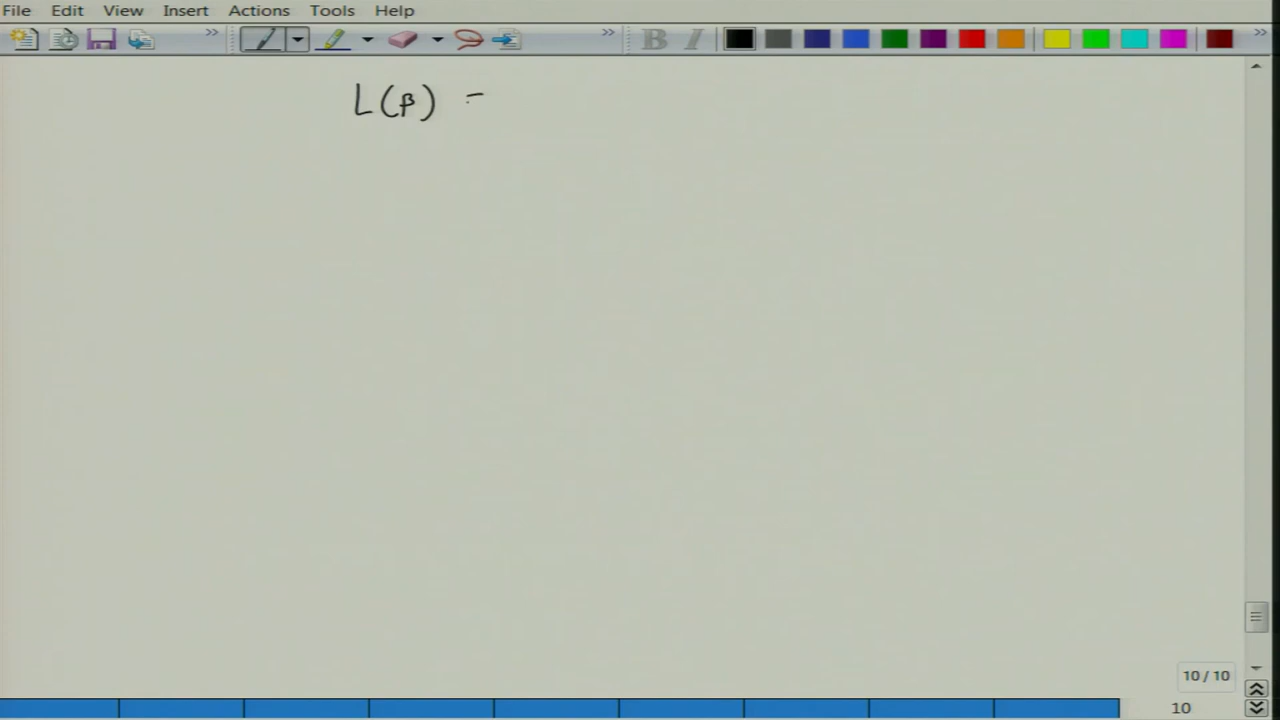 File Edit View Insert Actions Tools Help
B I
L(β) =
10 / 10
10